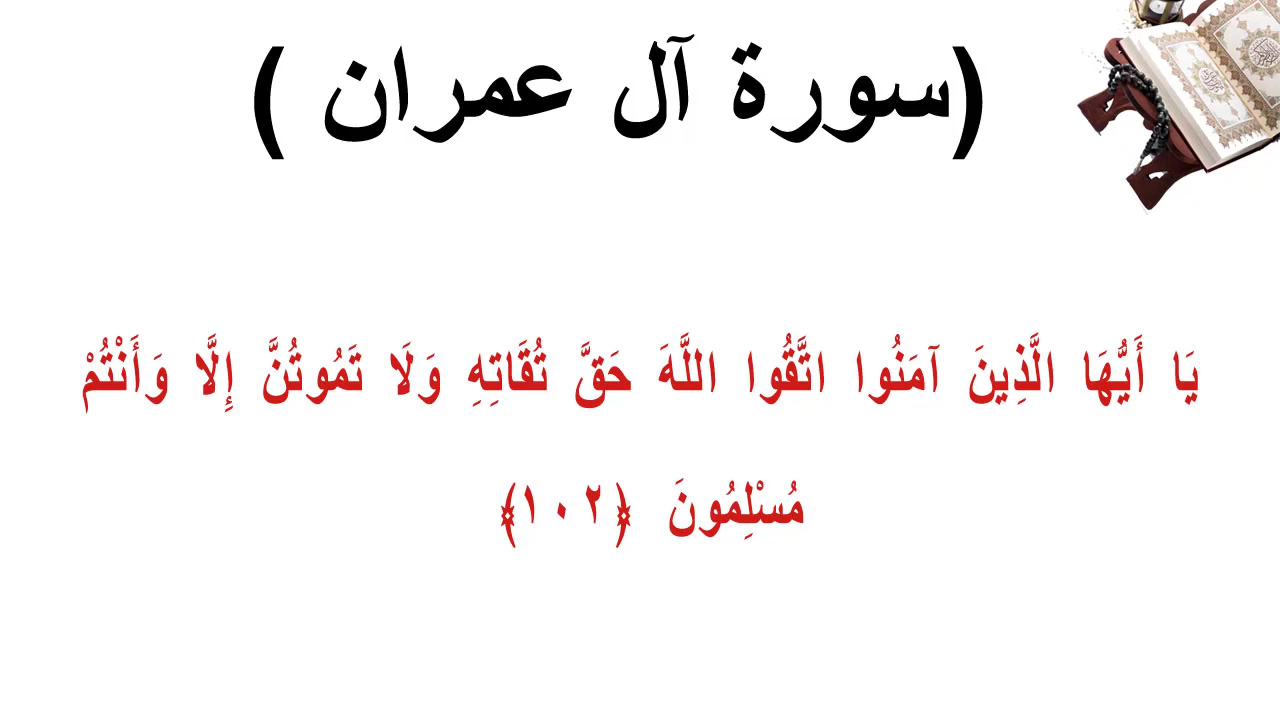 (سورة آل عمران )
يَا أَيُّهَا الَّذِينَ آمَنُوا اتَّقُوا اللَّهَ حَقَّ تُقَاتِهِ وَلَا تَمُوتُنَّ إِلَّا وَأَنْتُمْ
مُسْلِمُونَ ﴿١٠٢﴾